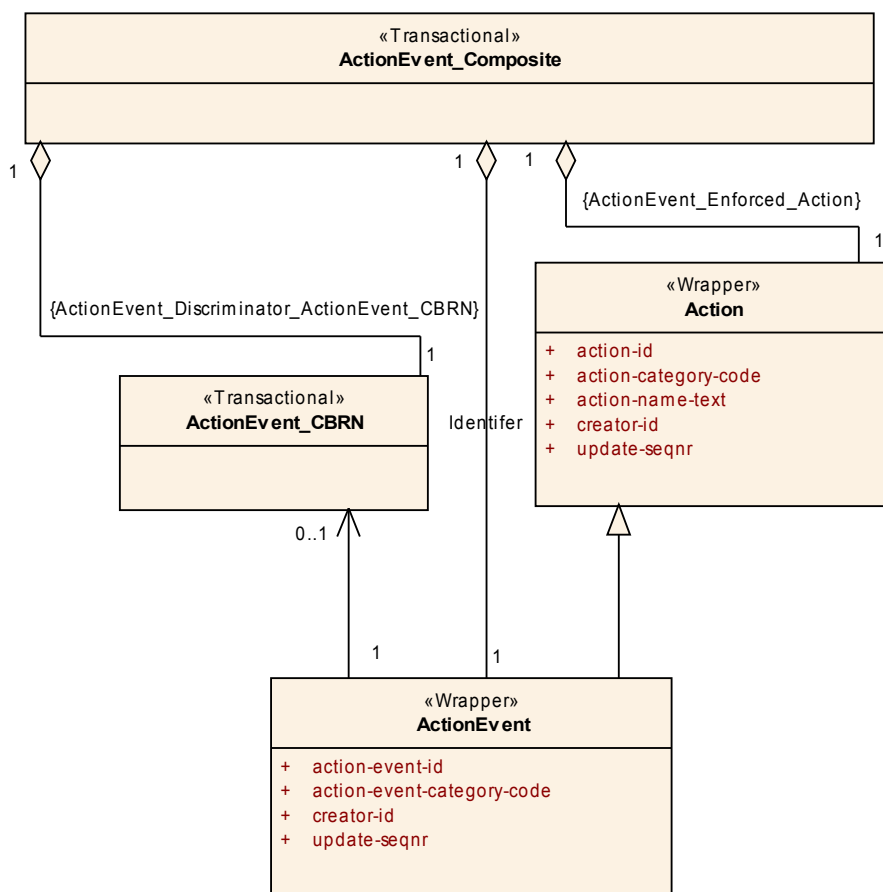 «Transactional»
ActionEvent_Composite
1
1
1
{ActionEvent_Enforced_Action}
1
«Wrapper»
Action
+ action-id
+ action-category-code
+ action-name-text
+ creator-id
+ update-seqnr
{ActionEvent_Discriminator_ActionEvent_CBRN}
1
«Transactional»
ActionEvent_CBRN
Identifer
0..1
1
1
«Wrapper»
ActionEvent
+ action-event-id
+ action-event-category-code
+ creator-id
+ update-seqnr